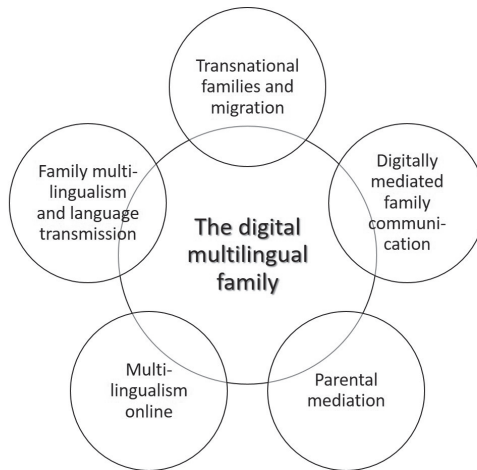 Transnational
families and
migration
Family multi-
lingualism
and language
transmission
Digitally
mediated
family
communi-
cation
The digital
multilingual
family
Multi-
lingualism
online
Parental
mediation